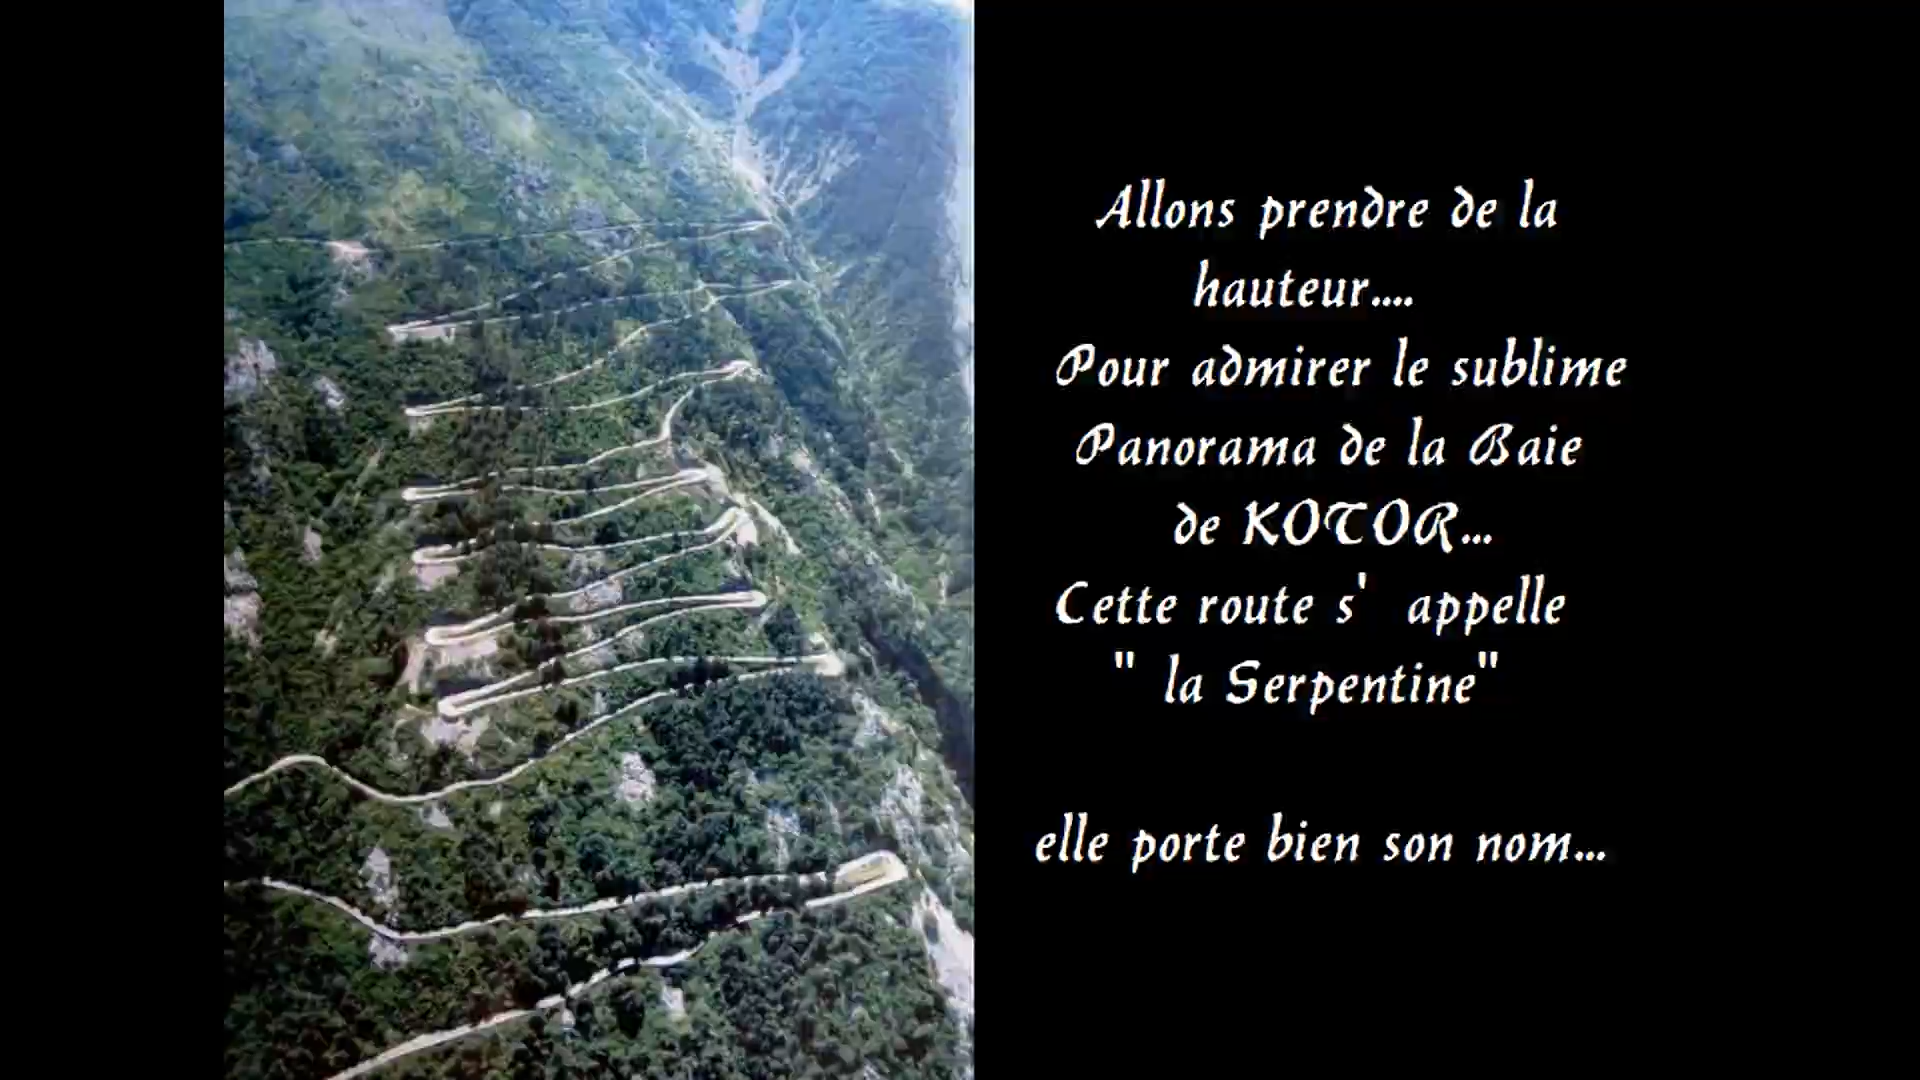 Allons prendre de la
hauteur....
Pour admirer le sublime
Panorama de la Baie
de KOTOR...
Cette route s' appelle
" la Serpentine"
elle porte bien son nom...